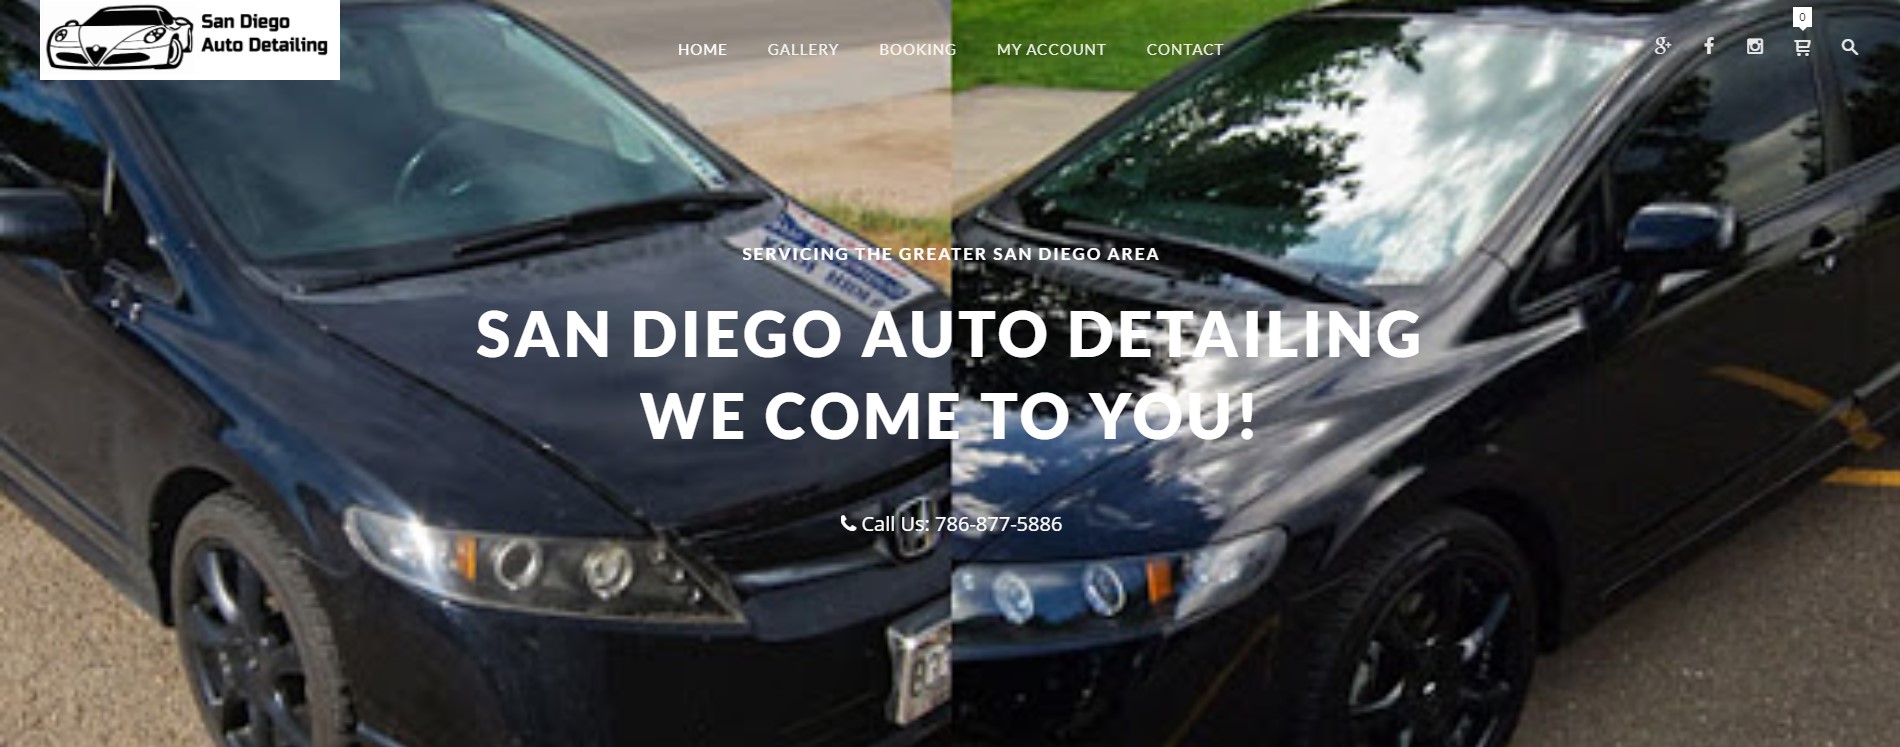 San Diego
Auto Detailing
HOME GALLERY BOOKING MY ACCOUNT CONTACT
0
SERVICING THE GREATER SAN DIEGO AREA
SAN DIEGO AUTO DETAILING
WE COME TO YOU!
Call Us: 786-877-5886